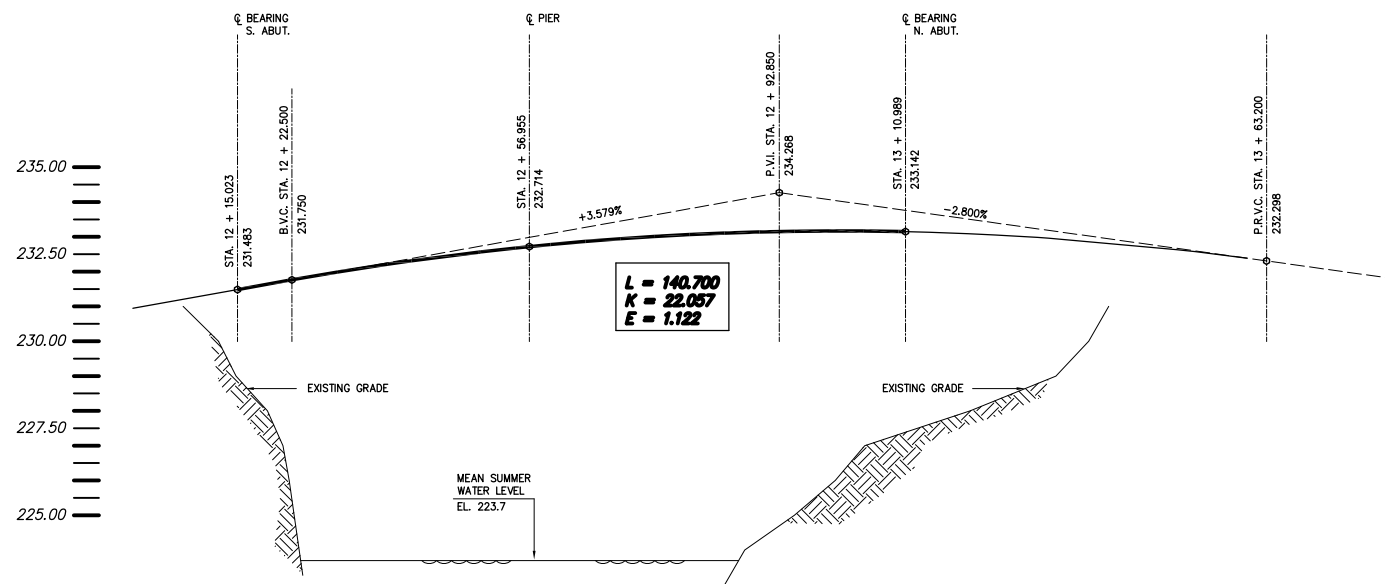 ℄ BEARING
S. ABUT.
℄ PIER
℄ BEARING
N. ABUT.
STA. 12 + 15.023
231.483
B.V.C. STA. 12 + 22.500
231.750
STA. 12 + 56.955
232.714
P.V.I. STA. 12 + 92.850
234.268
STA. 13 + 10.989
233.142
P.R.V.C. STA. 13 + 63.200
232.298
235.00
232.50
230.00
227.50
225.00
+3.579%
-2.800%
L = 140.700
K = 22.057
E = 1.122
EXISTING GRADE
EXISTING GRADE
MEAN SUMMER
WATER LEVEL
EL. 223.7